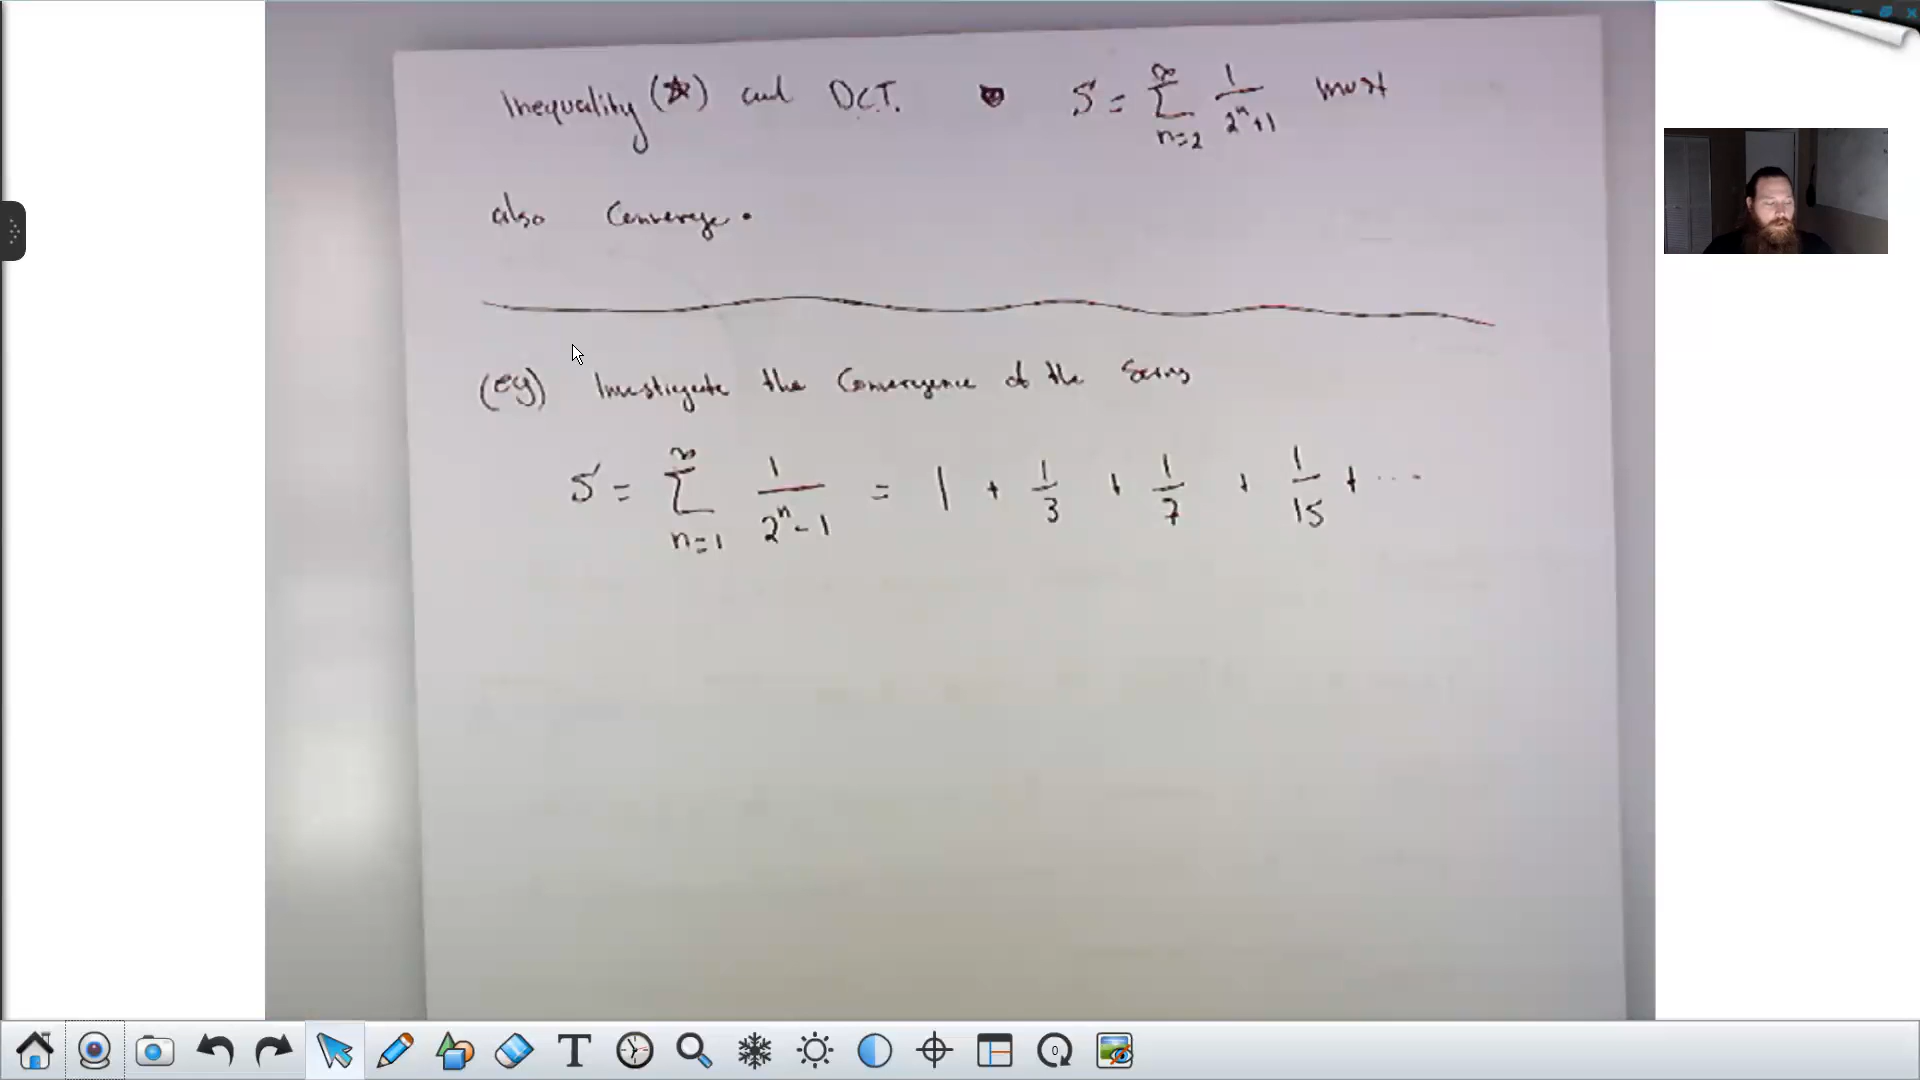 Inequality (☆) and D.C.T. S = ∑_{n=2}^{∞} 1/(2^n+1) must
also Converge.
(eg) Investigate the Convergence of the Series
S = ∑_{n=1}^{∞} 1/(2^n-1) = 1 + 1/3 + 1/7 + 1/15 + ...
T
0